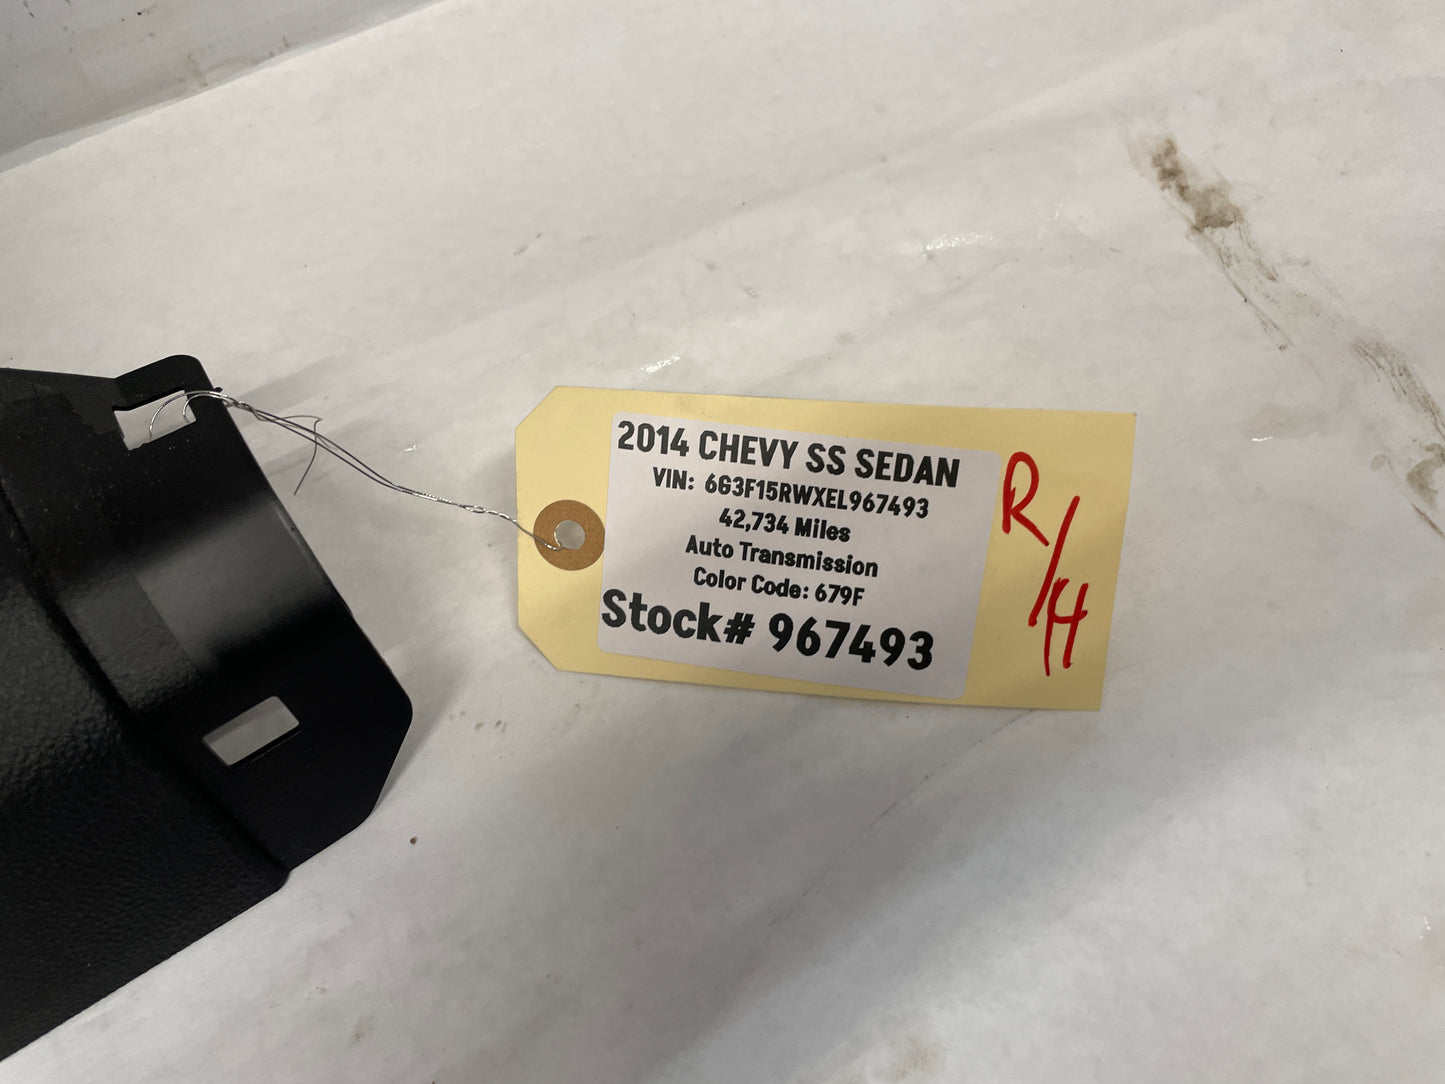 2014 CHEVY SS SEDAN
VIN: 6G3F15RWXEL967493
42,734 Miles
Auto Transmission
Color Code: 679F
Stock# 967493
R/H